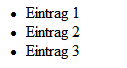 • Eintrag 1
• Eintrag 2
• Eintrag 3